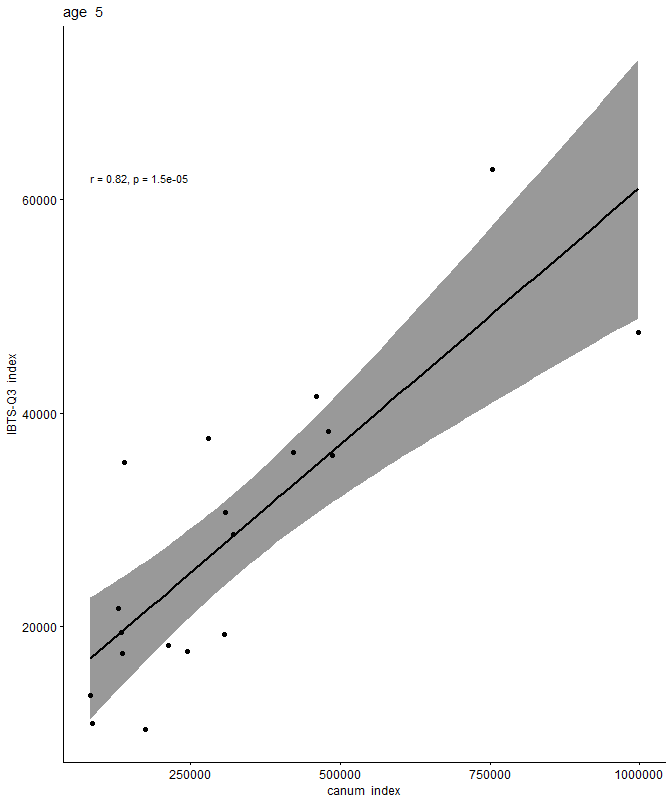 age 5
r = 0.82, p = 1.5e-05
60000
40000
20000
IBTS-Q3 index
250000 500000 750000 1000000
canum index